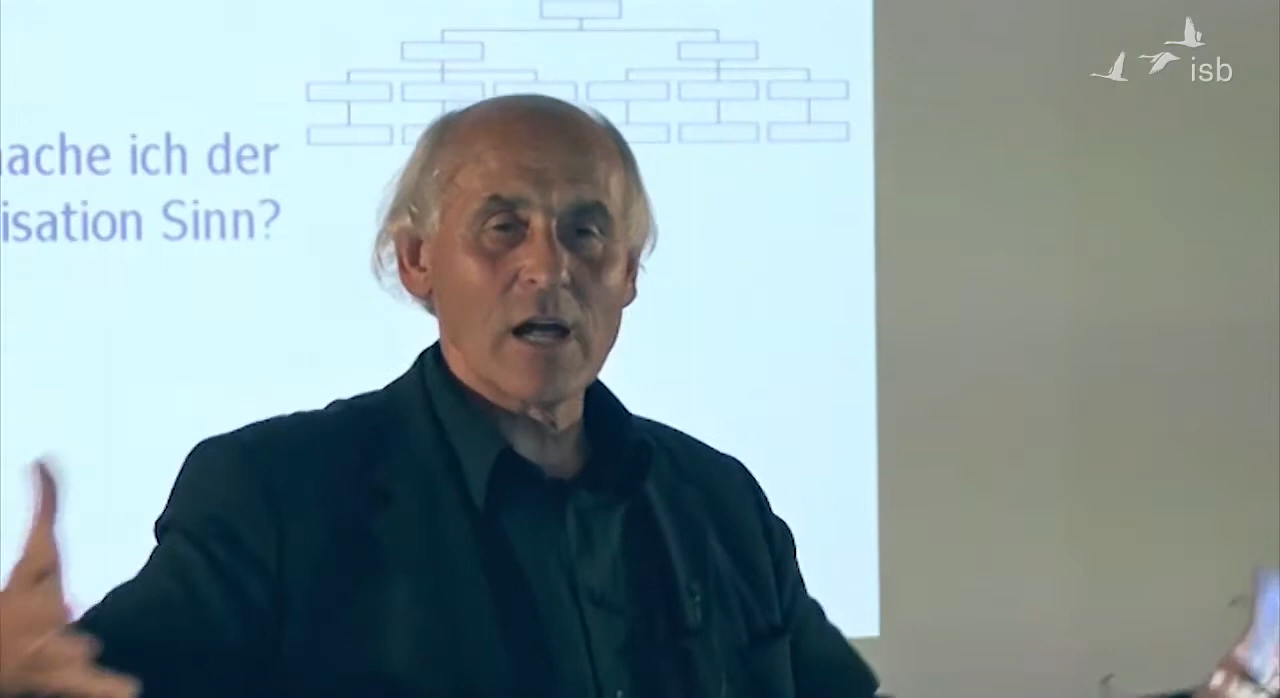 ache ich der
isation Sinn?
isb